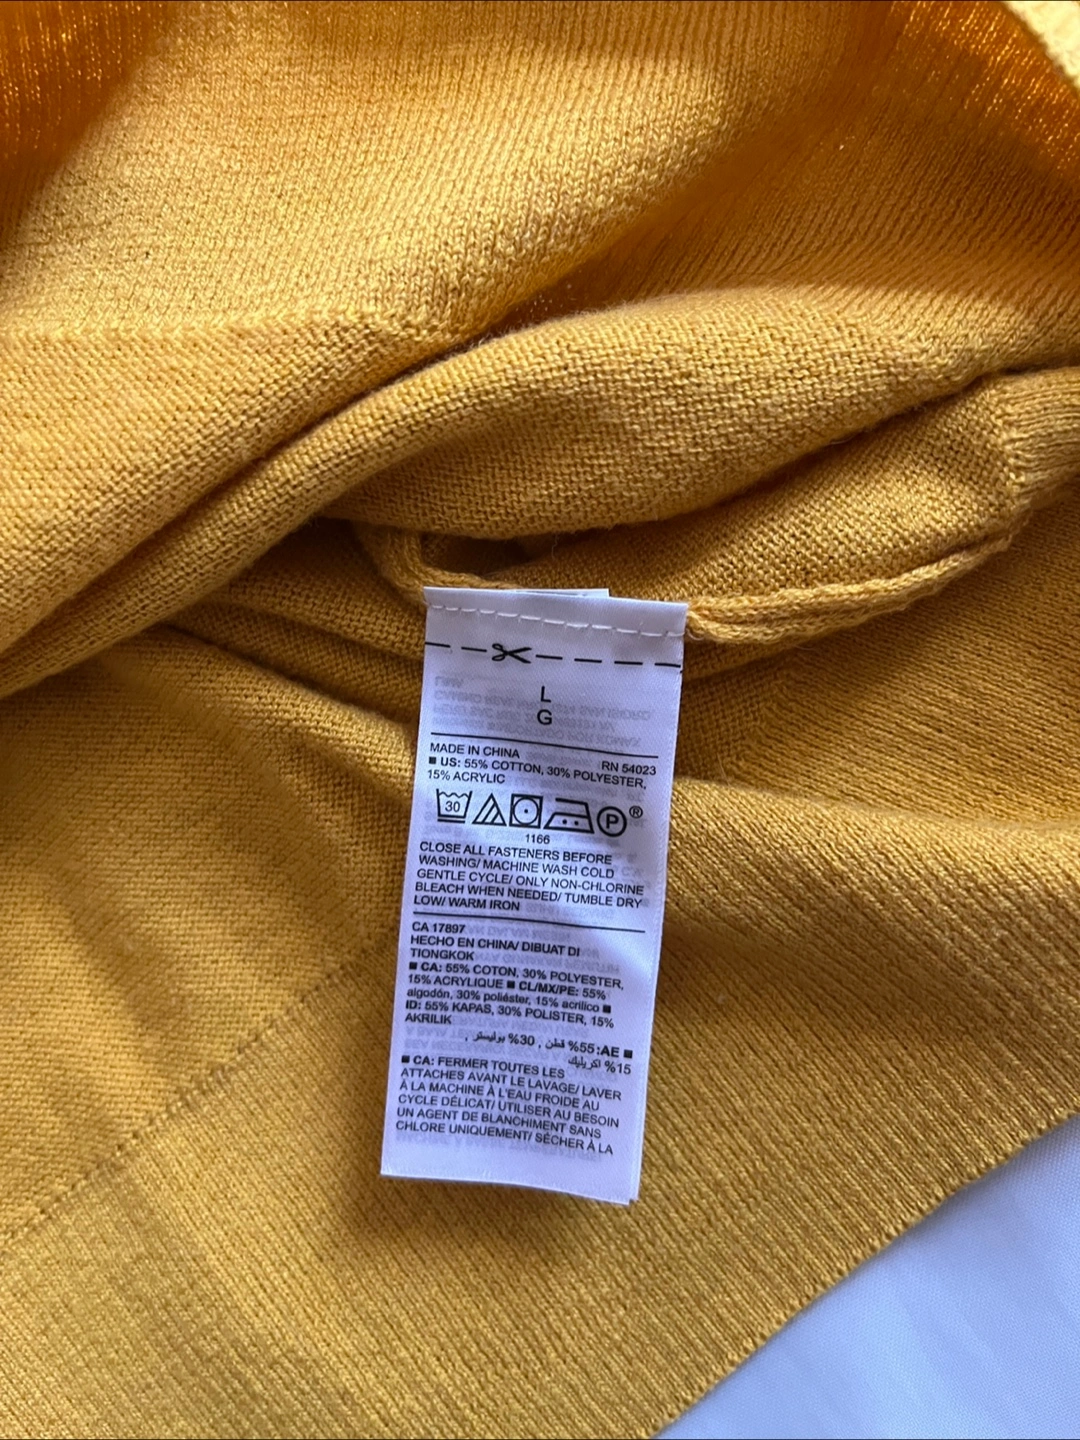 L
G
MADE IN CHINA
RN 54023
■ US: 55% COTTON, 30% POLYESTER,
15% ACRYLIC
30
P ®
1166
CLOSE ALL FASTENERS BEFORE
WASHING/ MACHINE WASH COLD
GENTLE CYCLE/ ONLY NON-CHLORINE
BLEACH WHEN NEEDED/ TUMBLE DRY
LOW/ WARM IRON
CA 17897
HECHO EN CHINA/ DIBUAT DI
TIONGKOK
■ CA: 55% COTON, 30% POLYESTER,
15% ACRYLIQUE ■ CL/MX/PE: 55%
algodón, 30% poliéster, 15% acrílico ■
ID: 55% KAPAS, 30% POLISTER, 15%
AKRILIK
■ AE: 55% قطن , 30% بوليستر ,
15% اكريليك
■ CA: FERMER TOUTES LES
ATTACHES AVANT LE LAVAGE/ LAVER
À LA MACHINE À L'EAU FROIDE AU
CYCLE DÉLICAT/ UTILISER AU BESOIN
UN AGENT DE BLANCHIMENT SANS
CHLORE UNIQUEMENT/ SÉCHER À LA